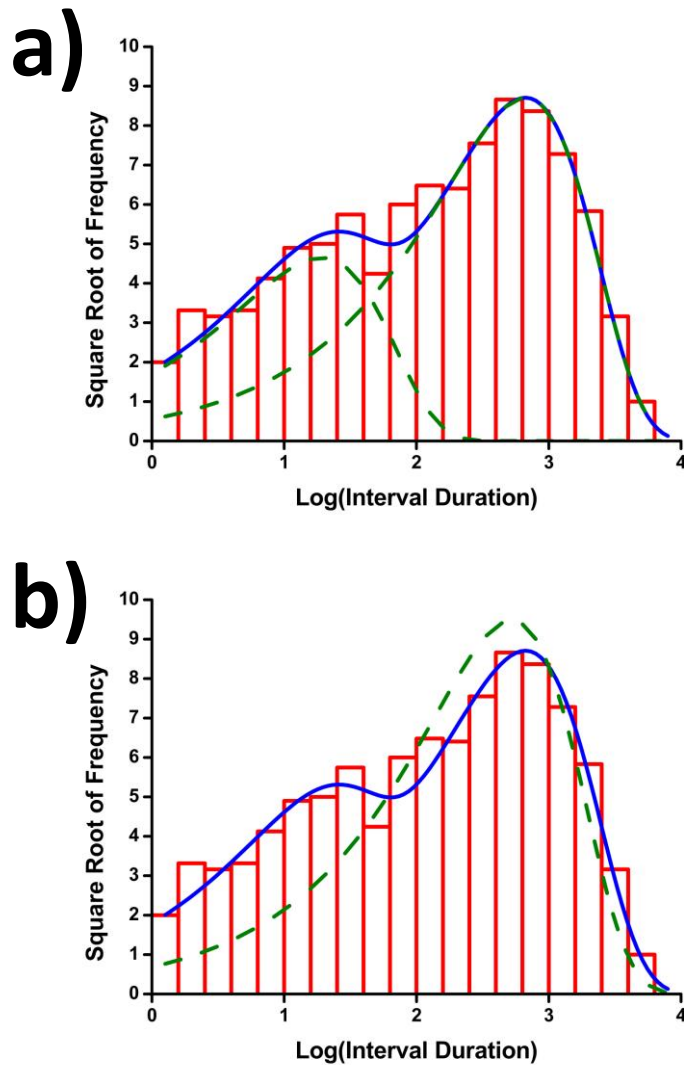 a)
10
9
8
7
6
5
4
3
2
1
0
Square Root of Frequency
0 1 2 3 4
Log(Interval Duration)
b)
10
9
8
7
6
5
4
3
2
1
0
Square Root of Frequency
0 1 2 3 4
Log(Interval Duration)